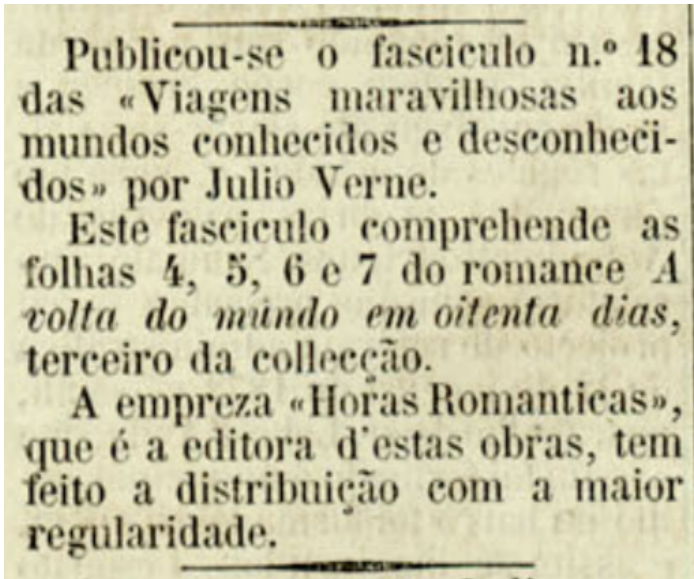 Publicou-se o fasciculo n.º 18
das «Viagens maravilhosas aos
mundos conhecidos e desconheci-
dos» por Julio Verne.
Este fasciculo comprehende as
folhas 4, 5, 6 e 7 do romance A
volta do mundo em oitenta dias,
terceiro da collecção.
A empreza «Horas Romanticas»,
que é a editora d'estas obras, tem
feito a distribuição com a maior
regularidade.